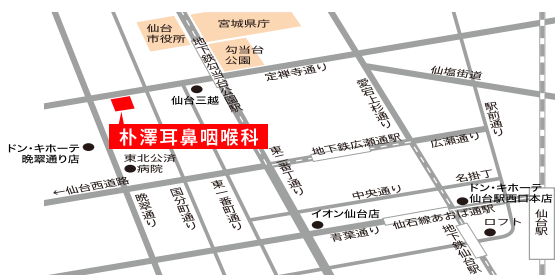 仙台
市役所
宮城県庁
勾当台
公園
地下鉄勾当台公園駅
定禅寺通り
仙塩街道
愛宕上杉通り
駅前通り
仙台三越
朴澤耳鼻咽喉科
ドン・キホーテ
晩翠通り店
東北公済
病院
東二番丁通り
地下鉄広瀬通駅
広瀬通り
←仙台西道路
晩翠通り
国分町通り
東一番町通り
中央通り
名掛丁
ドン・キホーテ
仙台駅西口本店
イオン仙台店
青葉通り
仙石線あおば通駅
ロフト
地下鉄仙台駅
仙台駅